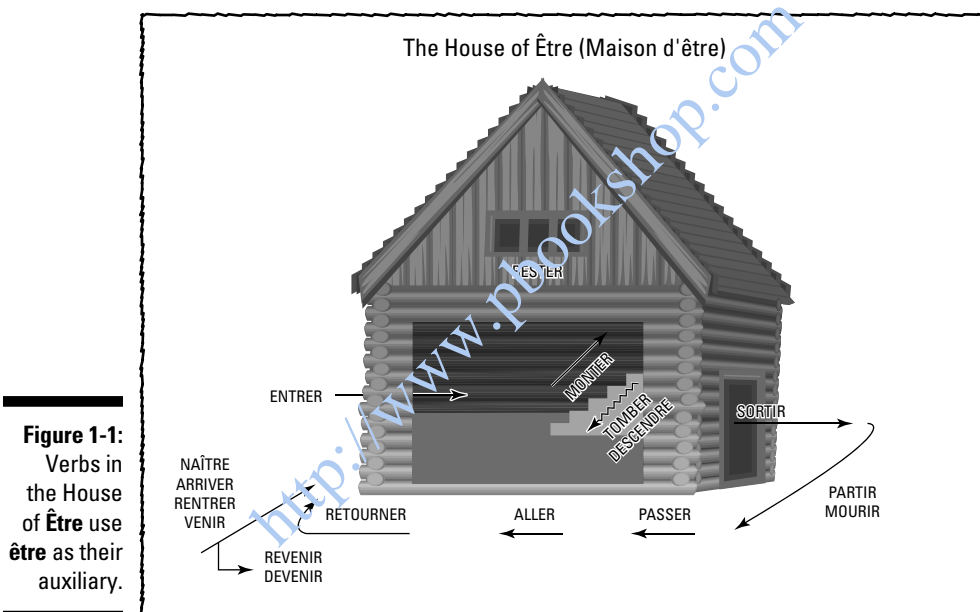 The House of Être (Maison d'être)
RESTER
MONTER
TOMBER
DESCENDRE
ENTRER
SORTIR
NAÎTRE
ARRIVER
RENTRER
VENIR
RETOURNER
ALLER
PASSER
PARTIR
MOURIR
REVENIR
DEVENIR
Figure 1-1:
Verbs in
the House
of Être use
être as their
auxiliary.
http://www.pbookshop.com